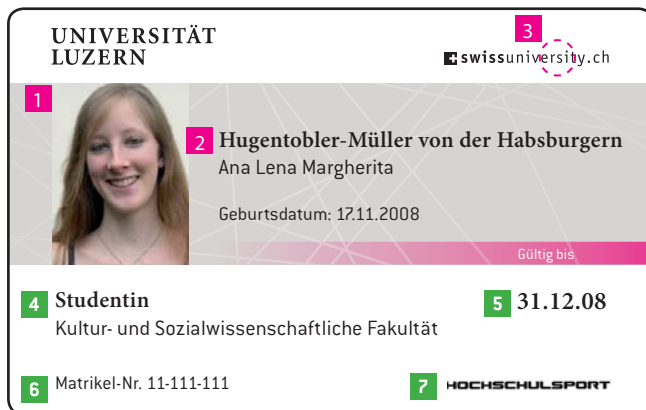 UNIVERSITÄT
LUZERN
3
swissuniversity.ch
1
2 Hugentobler-Müller von der Habsburgern
Ana Lena Margherita
Geburtsdatum: 17.11.2008
Gültig bis
4 Studentin
5 31.12.08
Kultur- und Sozialwissenschaftliche Fakultät
6 Matrikel-Nr. 11-111-111
7 HOCHSCHULSPORT